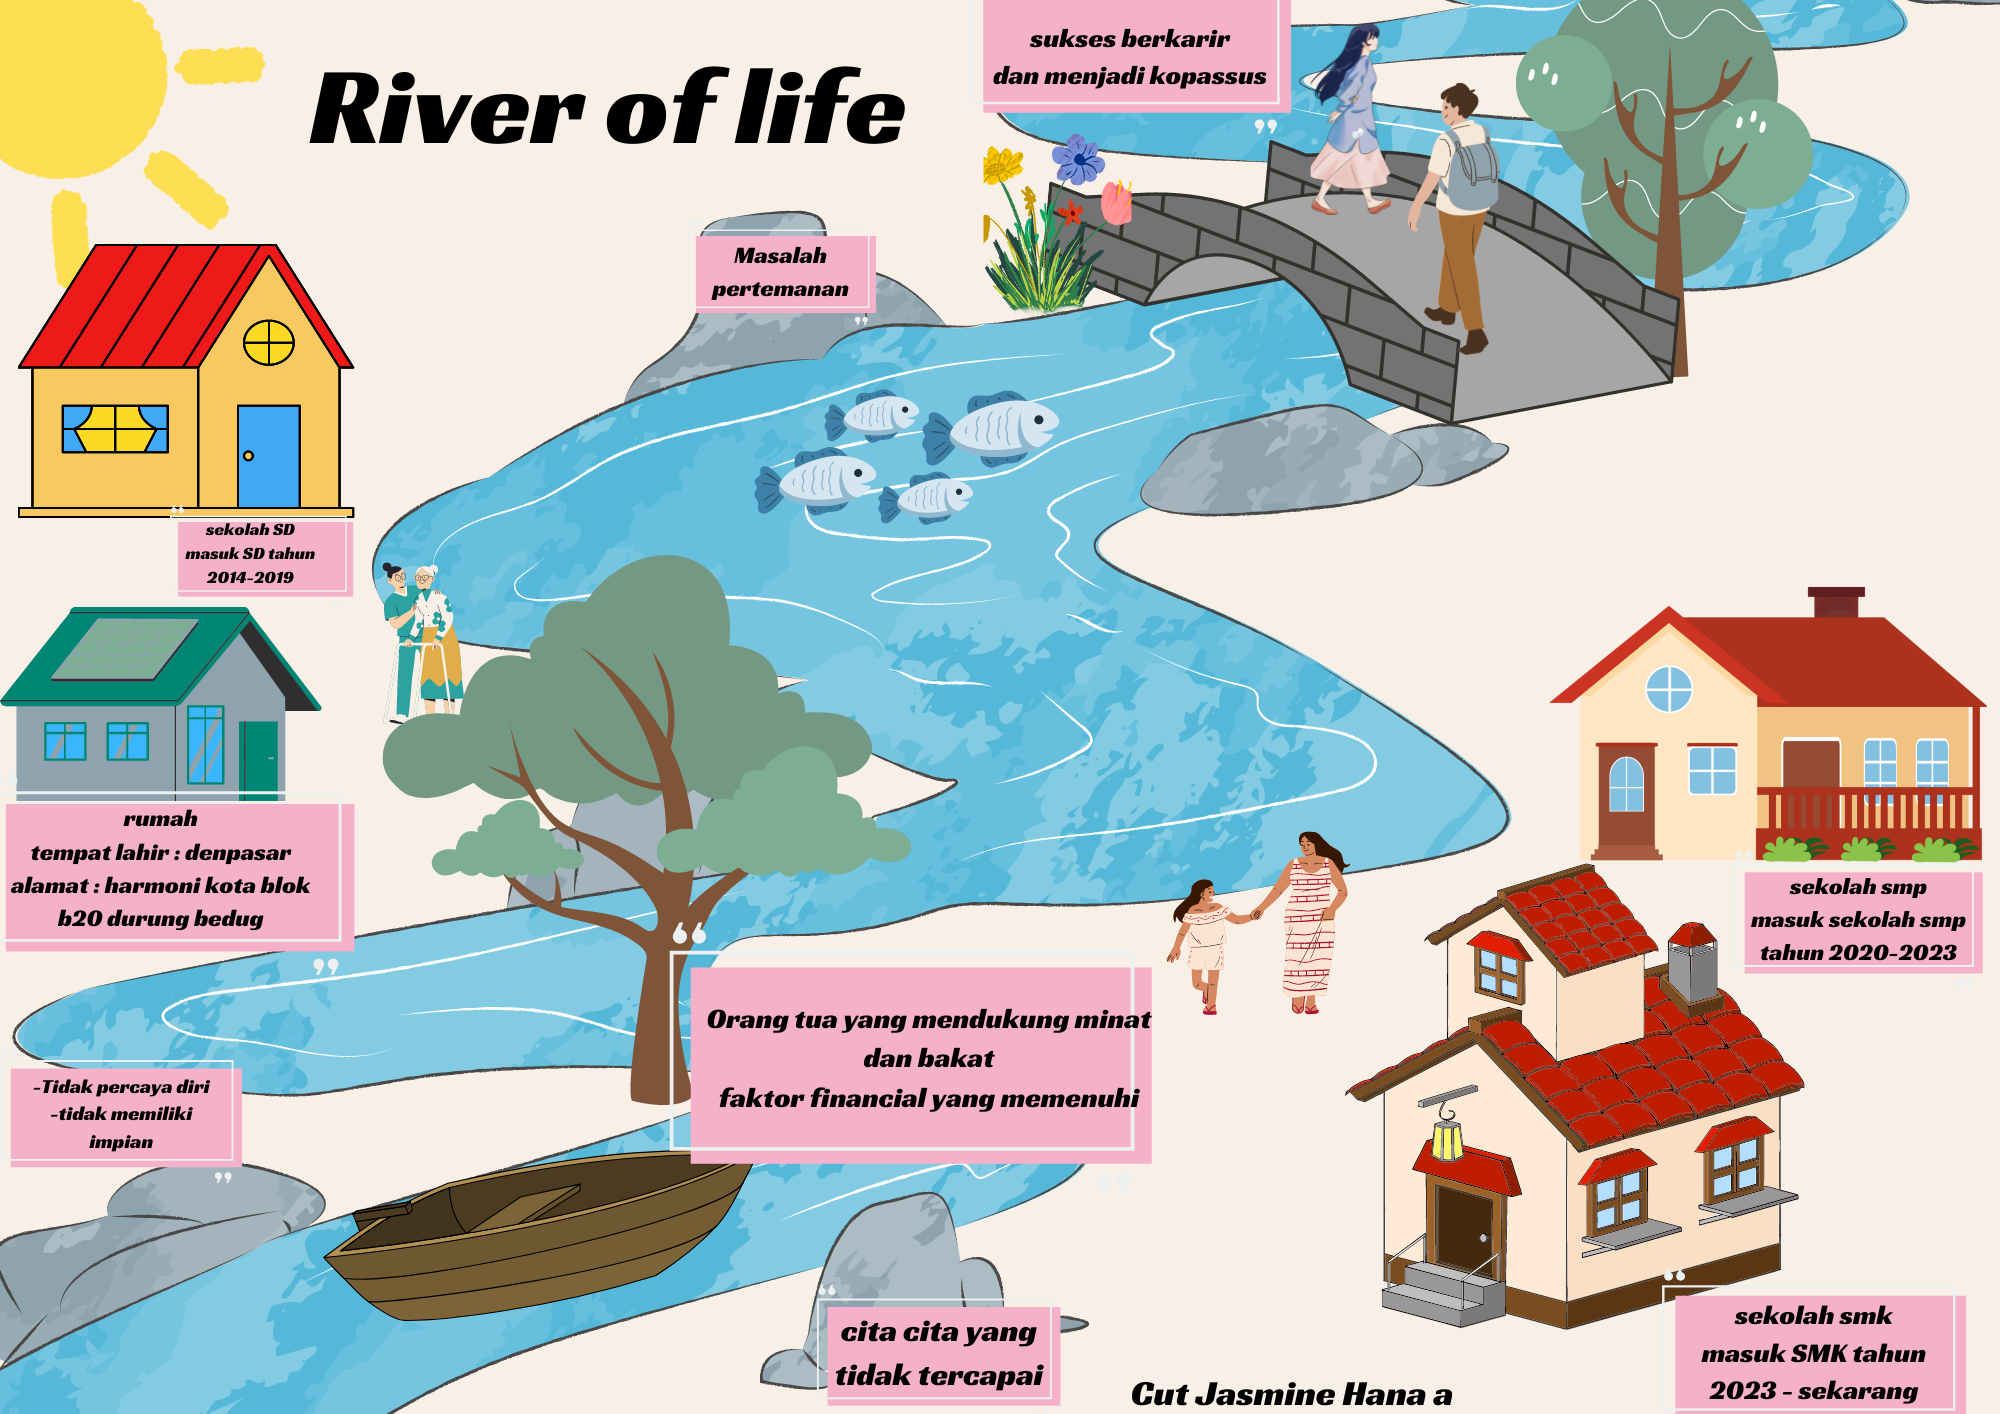 River of life
sukses berkarir
dan menjadi kopassus
Masalah
pertemanan
sekolah SD
masuk SD tahun
2014-2019
rumah
tempat lahir : denpasar
alamat : harmoni kota blok
b20 durung bedug
sekolah smp
masuk sekolah smp
tahun 2020-2023
Orang tua yang mendukung minat
dan bakat
faktor financial yang memenuhi
-Tidak percaya diri
-tidak memiliki
impian
cita cita yang
tidak tercapai
sekolah smk
masuk SMK tahun
2023 - sekarang
Cut Jasmine Hana a